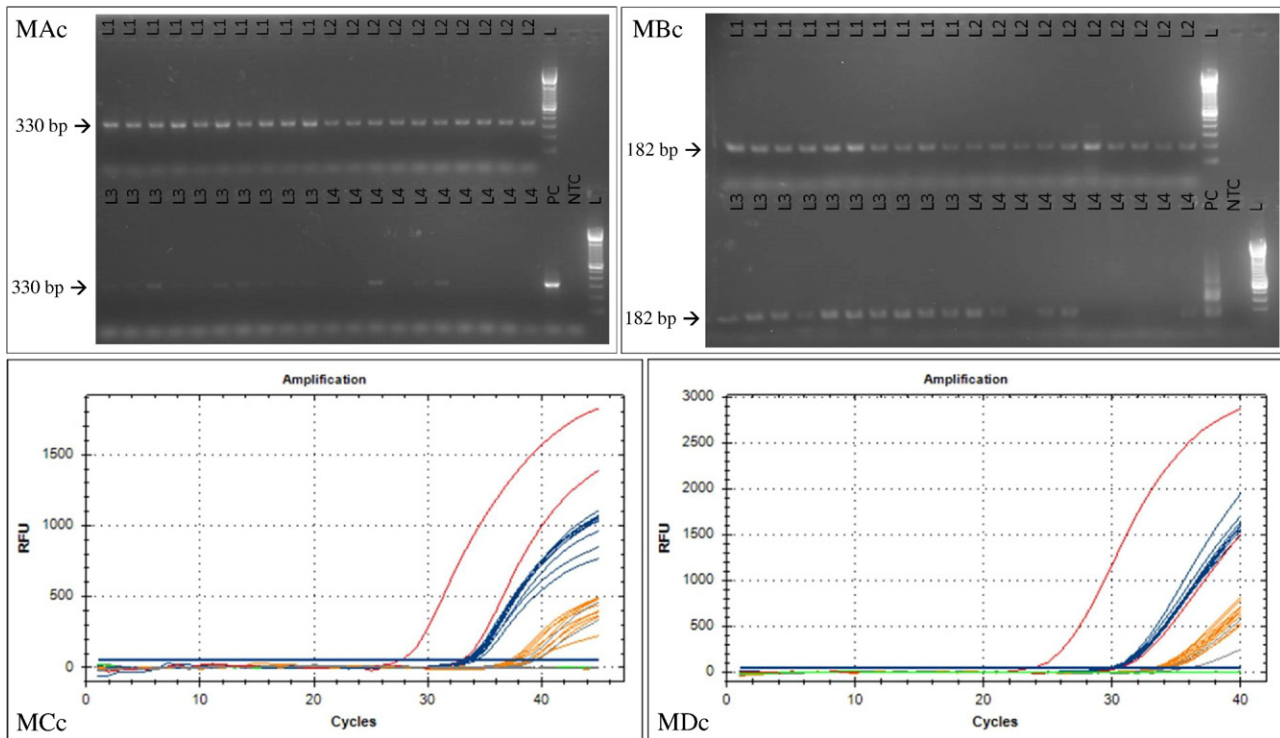 MAc
L1 L1 L1 L1 L1 L1 L1 L1 L1 L1 L2 L2 L2 L2 L2 L2 L2 L2 L2 L2 L
330 bp →
L3 L3 L3 L3 L3 L3 L3 L3 L3 L3 L4 L4 L4 L4 L4 L4 L4 L4 L4 L4 PC NTC L
330 bp →
MBc
L1 L1 L1 L1 L1 L1 L1 L1 L1 L1 L2 L2 L2 L2 L2 L2 L2 L2 L2 L2 L
182 bp →
L3 L3 L3 L3 L3 L3 L3 L3 L3 L3 L4 L4 L4 L4 L4 L4 L4 L4 L4 L4 PC NTC L
182 bp →
Amplification
1500
1000
500
0
RFU
0 10 20 30 40
Cycles
MCc
Amplification
3000
2500
2000
1500
1000
500
0
RFU
0 10 20 30 40
Cycles
MDc